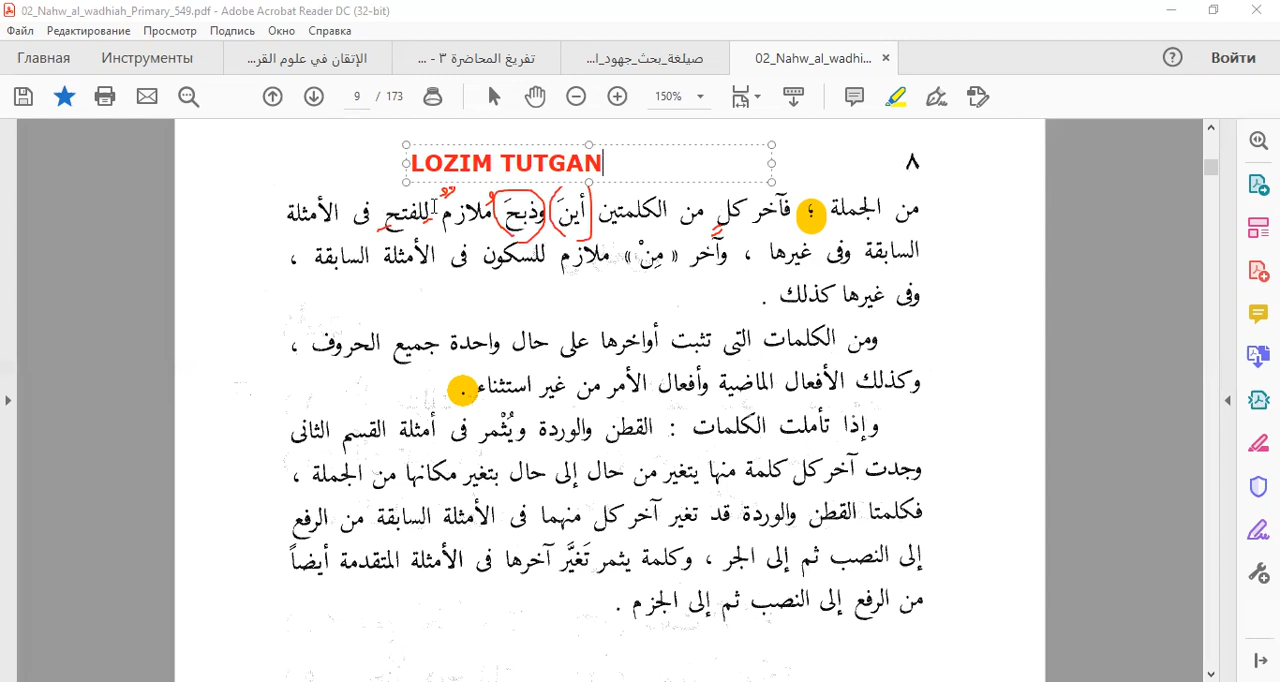 02_Nahw_al_wadhiah_Primary_549.pdf - Adobe Acrobat Reader DC (32-bit)
Файл Редактирование Просмотр Подпись Окно Справка
Главная Инструменты الإتقان في علوم القر... تفريغ المحاضرة ٣ - ... صيلغة_بحث_جهود_ا... 02_Nahw_al_wadhi... × Войти
9 / 173 150%
LOZIM TUTGAN
٨
من الجملة ؛ فآخر كل من الكلمتين أينَ وذبحَ ملازم للفتح فى الأمثلة
السابقة وفى غيرها ، وآخر « مِنْ » ملازم للسكون فى الأمثلة السابقة ،
وفى غيرها كذلك .
ومن الكلمات التى تثبت أواخرها على حال واحدة جميع الحروف ،
وكذلك الأفعال الماضية وأفعال الأمر من غير استثناء .
وإذا تأملت الكلمات : القطن والوردة ويُثْمر فى أمثلة القسم الثانى
وجدت آخر كل كلمة منها يتغير من حال إلى حال بتغير مكانها من الجملة ،
فكلمتا القطن والوردة قد تغير آخر كل منهما فى الأمثلة السابقة من الرفع
إلى النصب ثم إلى الجر ، وكلمة يثمر تَغيَّر آخرها فى الأمثلة المتقدمة أيضاً
من الرفع إلى النصب ثم إلى الجزم .